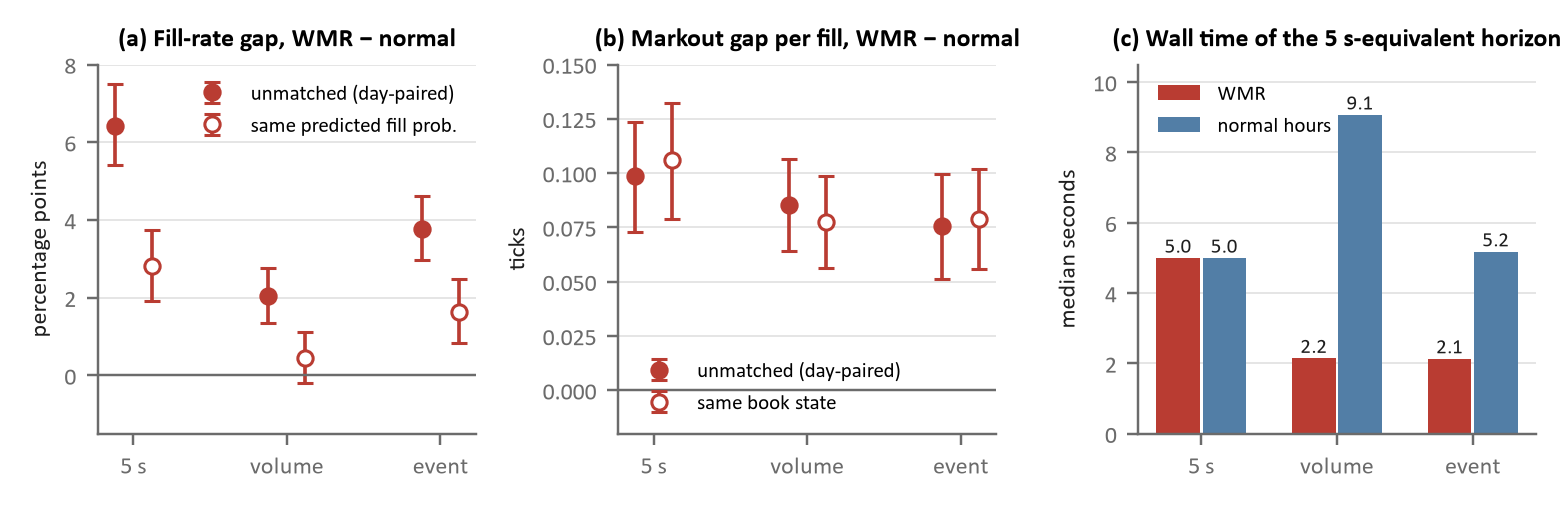 (a) Fill-rate gap, WMR − normal
8
6
4
2
0
percentage points
unmatched (day-paired)
same predicted fill prob.
5 s
volume
event
(b) Markout gap per fill, WMR − normal
0.150
0.125
0.100
0.075
0.050
0.025
0.000
ticks
unmatched (day-paired)
same book state
5 s
volume
event
(c) Wall time of the 5 s-equivalent horizon
10
8
6
4
2
0
median seconds
WMR
normal hours
5.0
5.0
2.2
9.1
2.1
5.2
5 s
volume
event